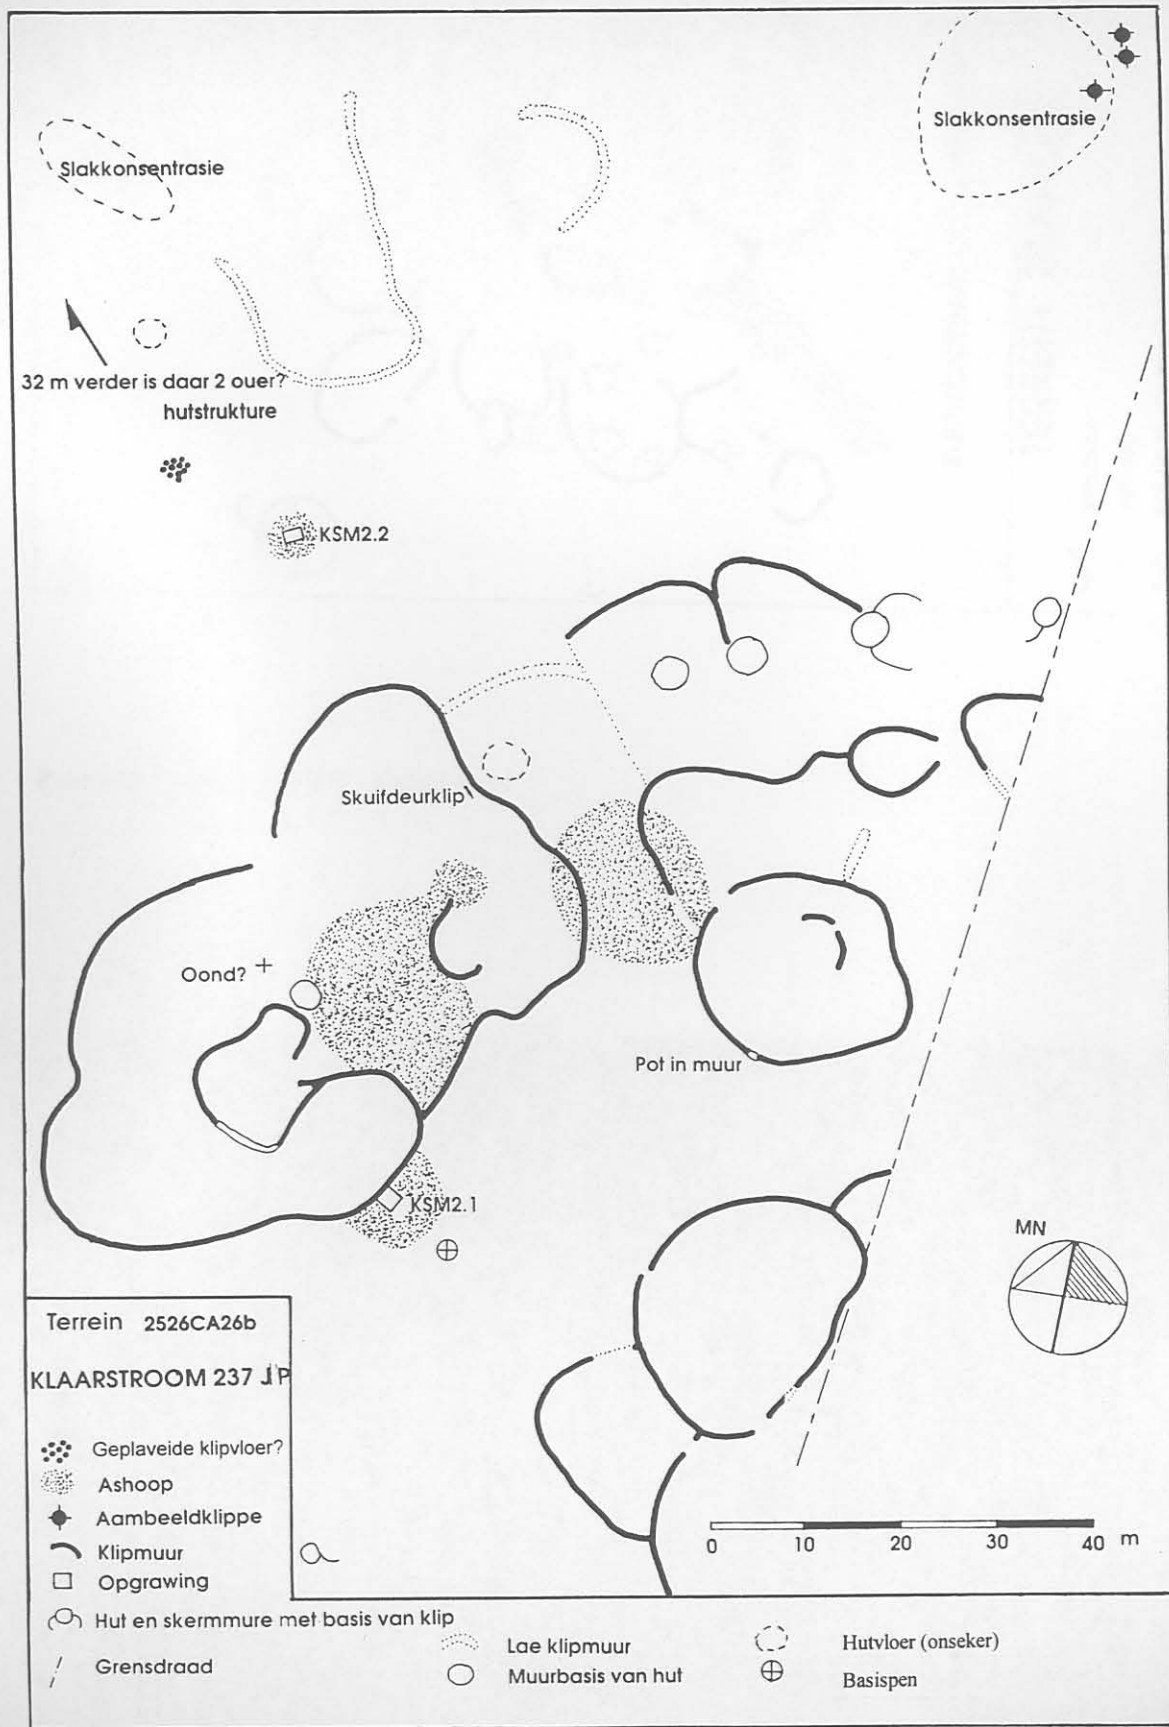 Slakkonsentrasie
Slakkonsentrasie
32 m verder is daar 2 ouer?
hutstrukture
KSM2.2
Skuifdeurklip
Oond?
Pot in muur
KSM2.1
MN
Terrein 2526CA26b
KLAARSTROOM 237 JP
Geplaveide klipvloer?
Ashoop
Aambeeldklippe
Klipmuur
Opgrawing
Hut en skermmure met basis van klip
Grensdraad
Lae klipmuur
Muurbasis van hut
Hutvloer (onseker)
Basispen
0 10 20 30 40 m